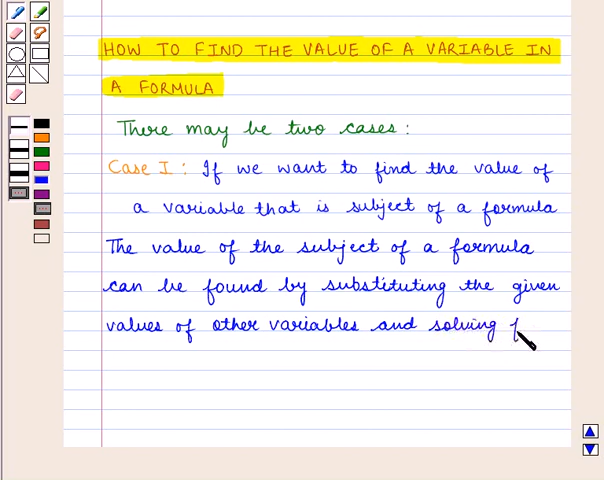 HOW TO FIND THE VALUE OF A VARIABLE IN
A FORMULA
There may be two cases:
Case I: If we want to find the value of
a variable that is subject of a formula
The value of the subject of a formula
can be found by substituting the given
values of other variables and solving